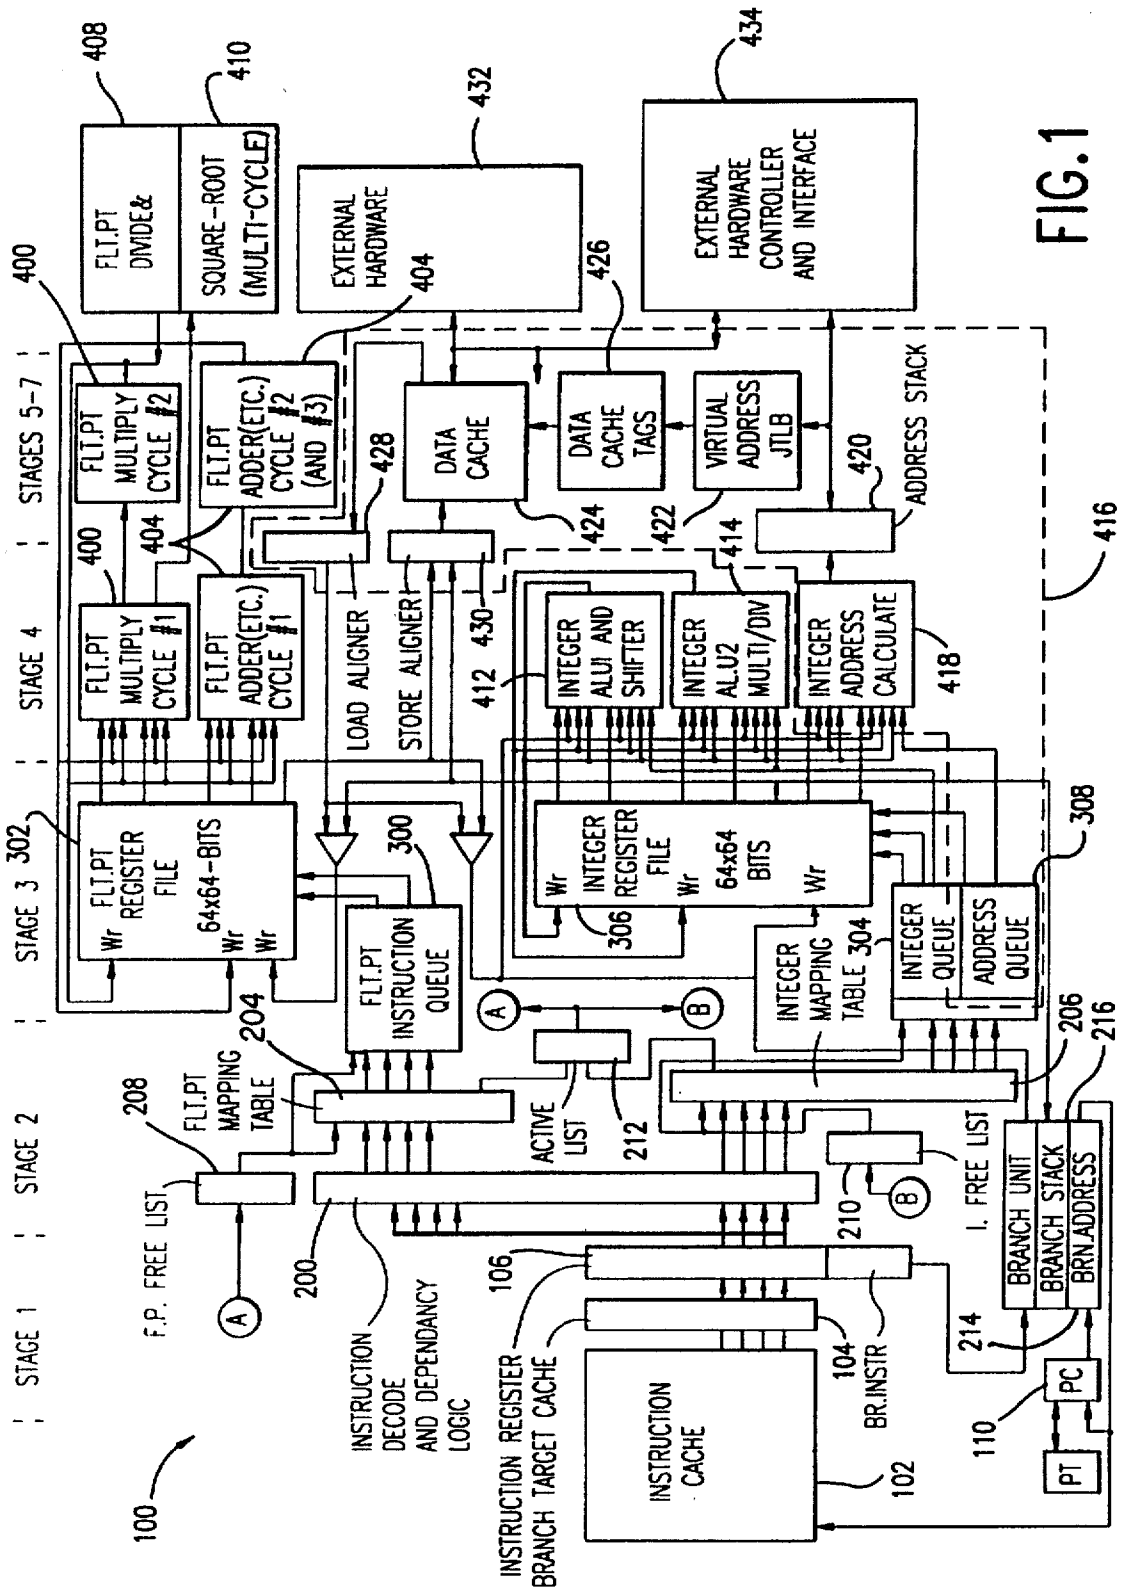 100
STAGE 1
STAGE 2
STAGE 3
STAGE 4
STAGES 5-7
F.P. FREE LIST
A
208
FLT.PT
MAPPING
TABLE
204
204
302
FLT.PT
REGISTER
FILE
64x64-BITS
Wr
Wr
Wr
400
FLT.PT
MULTIPLY
CYCLE #1
400
FLT.PT
MULTIPLY
CYCLE #2
404
FLT.PT
ADDER(ETC.)
CYCLE #1
FLT.PT
ADDER(ETC.)
CYCLE #2
(AND #3)
404
408
FLT.PT
DIVIDE&
410
SQUARE-ROOT
(MULTI-CYCLE)
INSTRUCTION
DECODE
AND DEPENDANCY
LOGIC
200
300
FLT.PT
INSTRUCTION
QUEUE
LOAD ALIGNER
428
STORE ALIGNER
430
DATA
CACHE
424
EXTERNAL
HARDWARE
432
INSTRUCTION REGISTER
BRANCH TARGET CACHE
106
104
INSTRUCTION
CACHE
102
BR.INSTR
ACTIVE
LIST
212
A
B
DATA
CACHE
TAGS
426
VIRTUAL
ADDRESS
JTLB
422
EXTERNAL
HARDWARE
CONTROLLER
AND INTERFACE
434
INTEGER
MAPPING
TABLE
206
210
B
I. FREE LIST
Wr
INTEGER
REGISTER
FILE
Wr
64x64
BITS
Wr
306
412
INTEGER
ALU1 AND
SHIFTER
414
INTEGER
ALU2
MULTI/DIV
INTEGER
ADDRESS
CALCULATE
418
420
ADDRESS STACK
304
INTEGER
QUEUE
ADDRESS
QUEUE
308
416
BRANCH UNIT
BRANCH STACK
BRN.ADDRESS
214
216
110
PC
PT
FIG.1